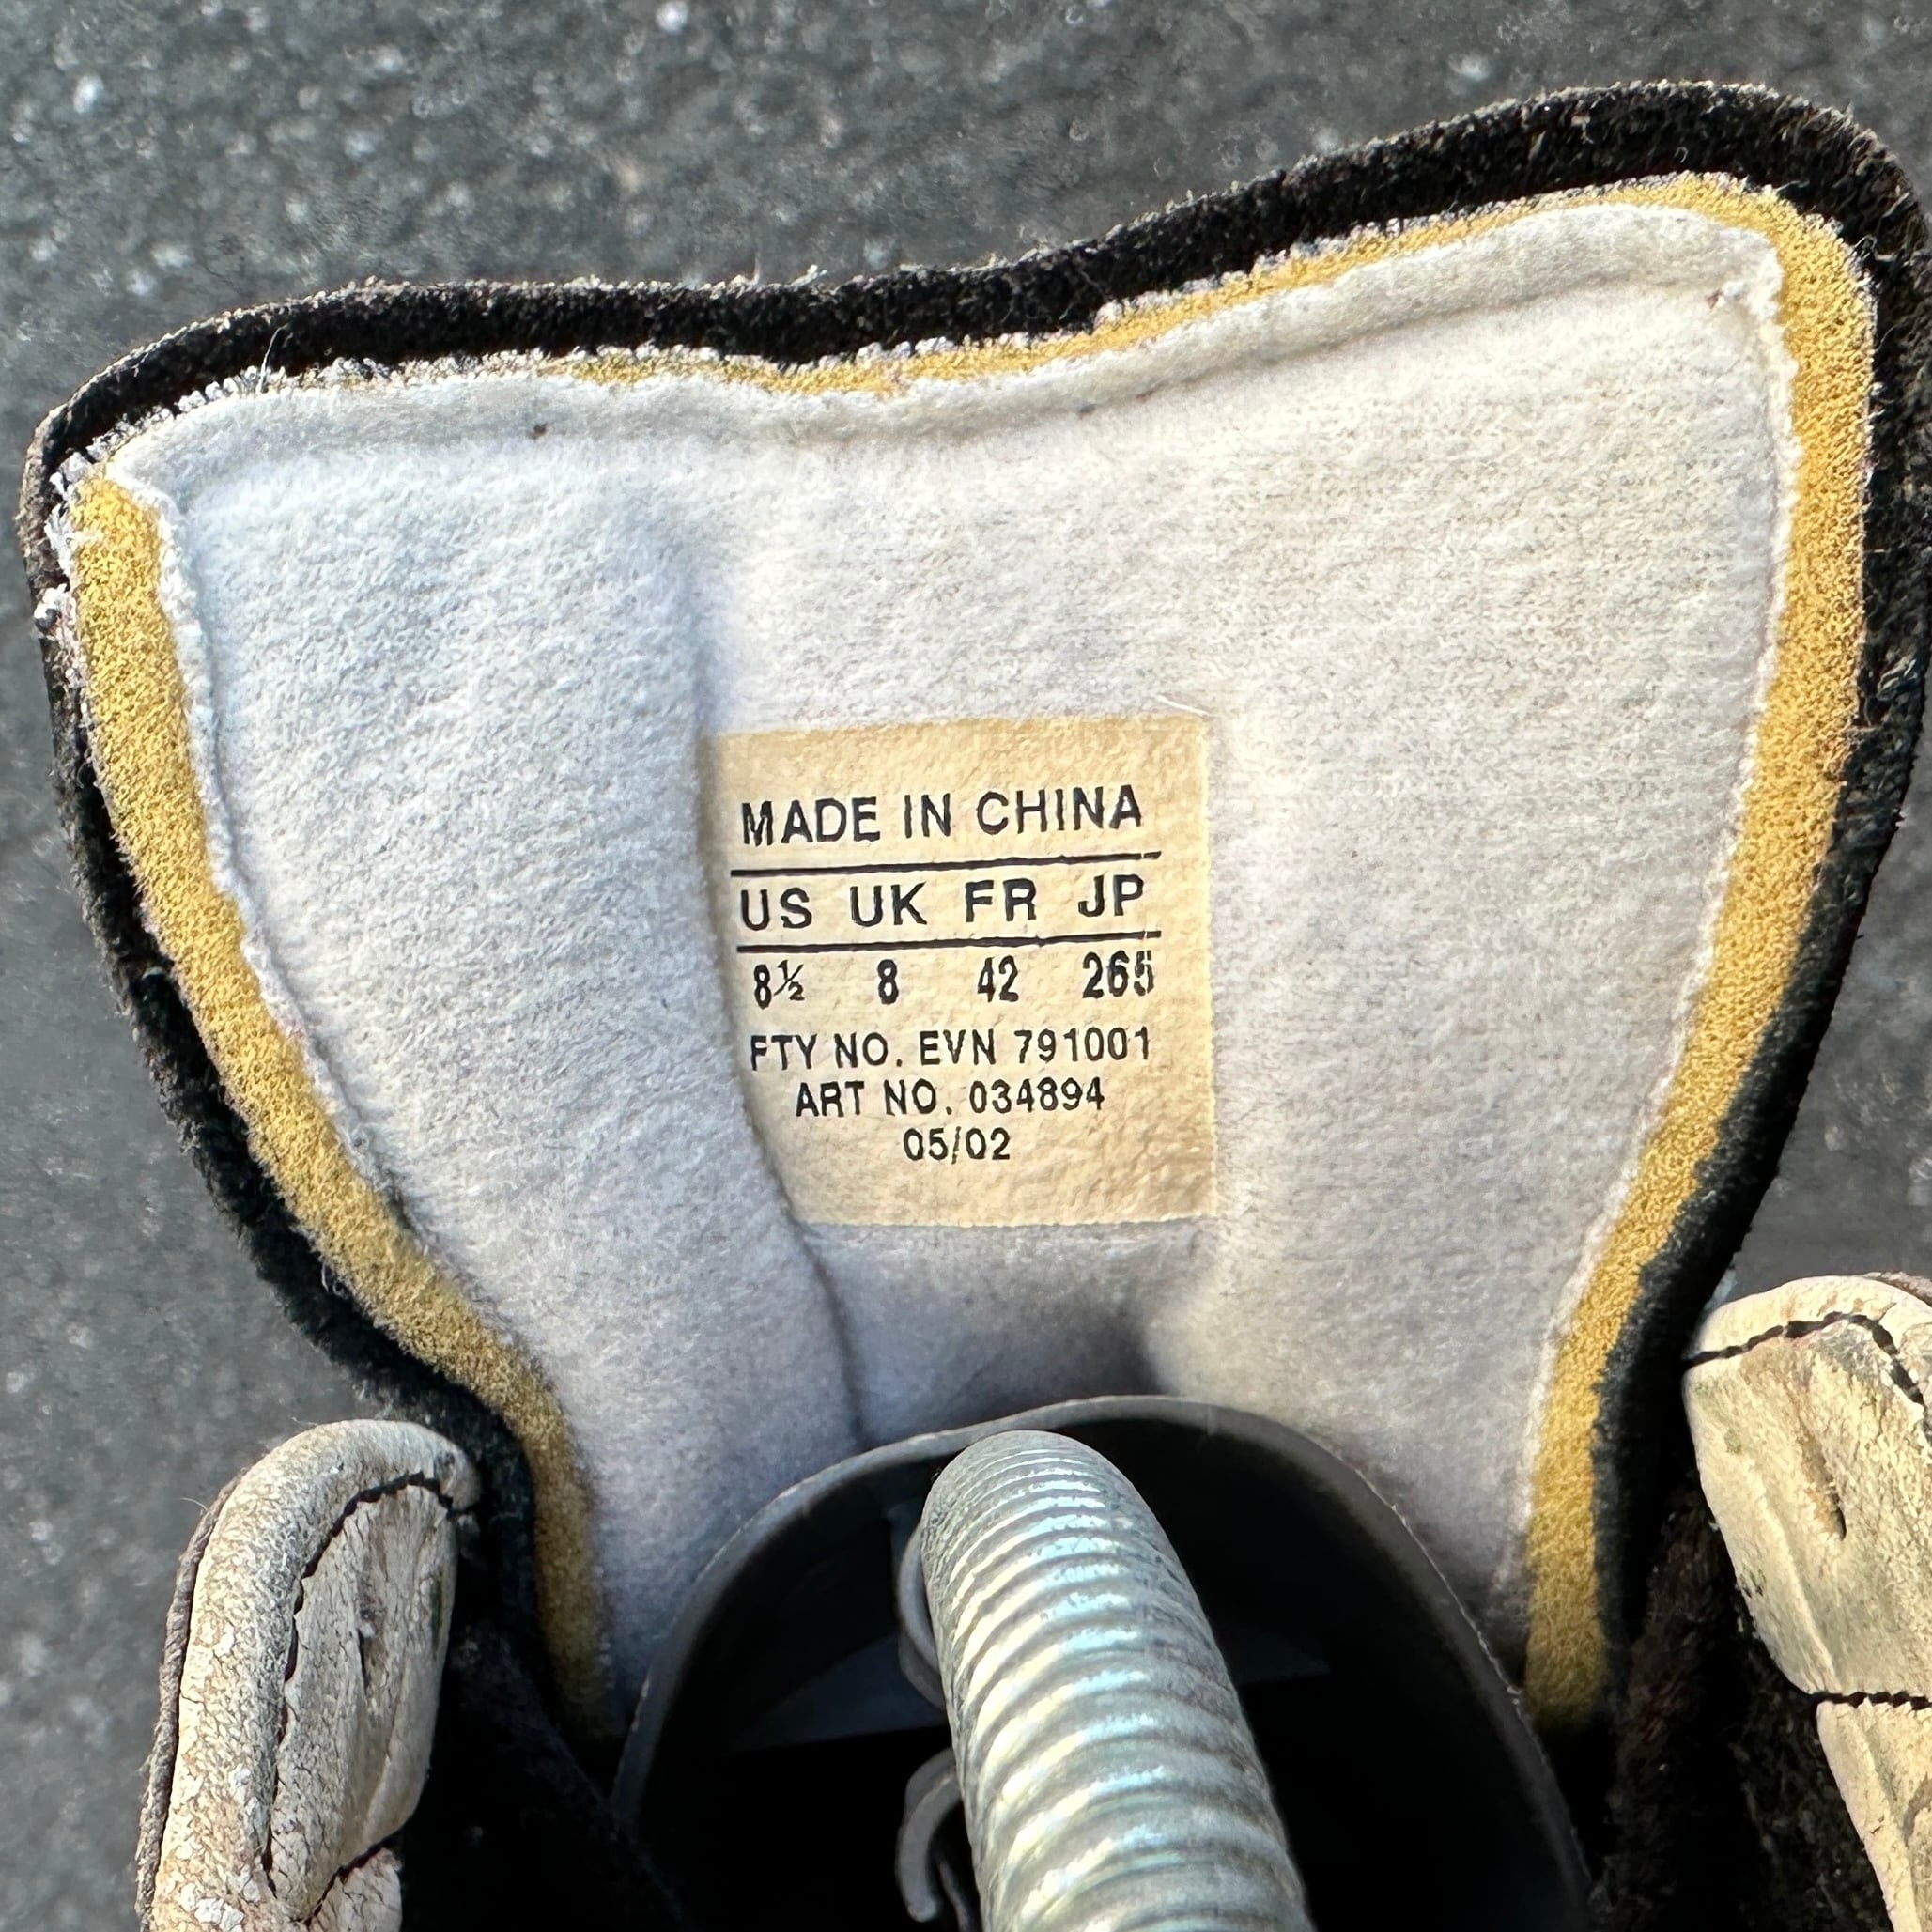 MADE IN CHINA
US UK FR JP
8½ 8 42 265
FTY NO. EVN 791001
ART NO. 034894
05/02